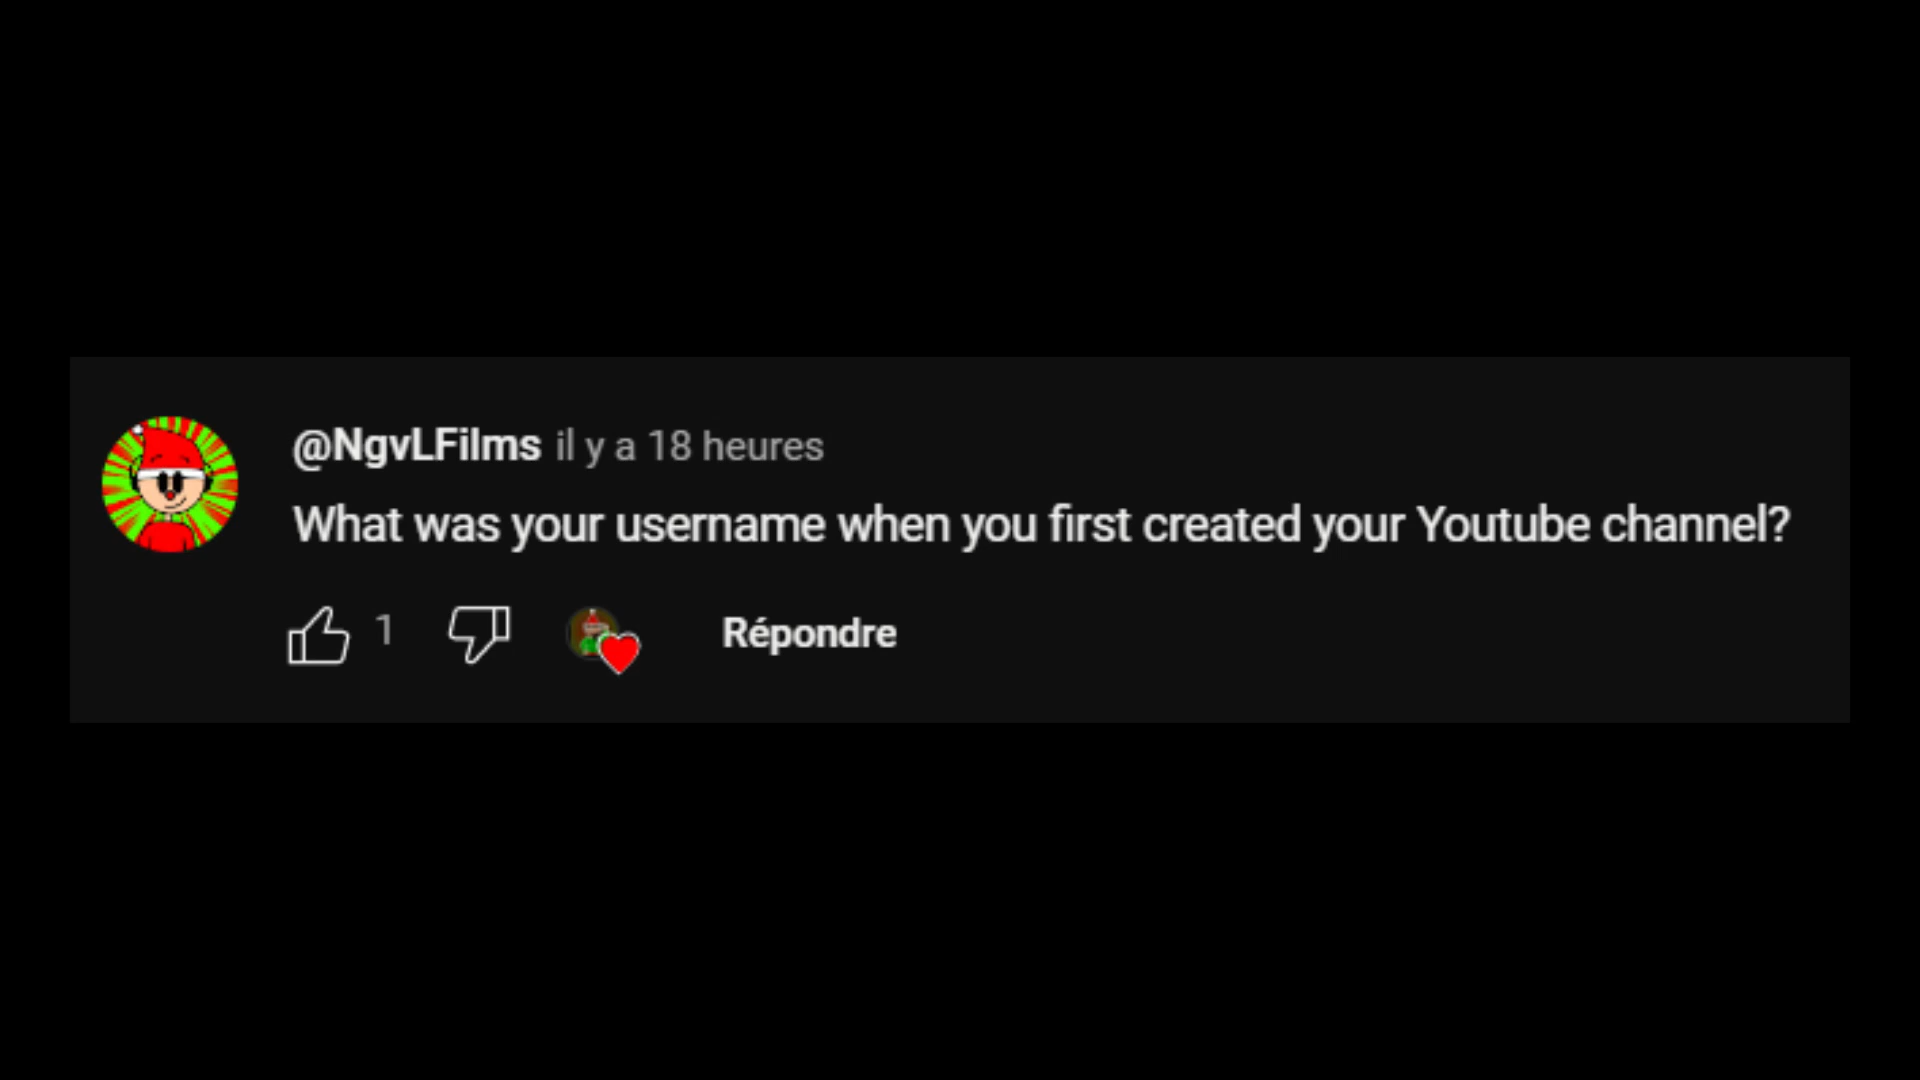 @NgvLFilms il y a 18 heures
What was your username when you first created your Youtube channel?
1 Répondre